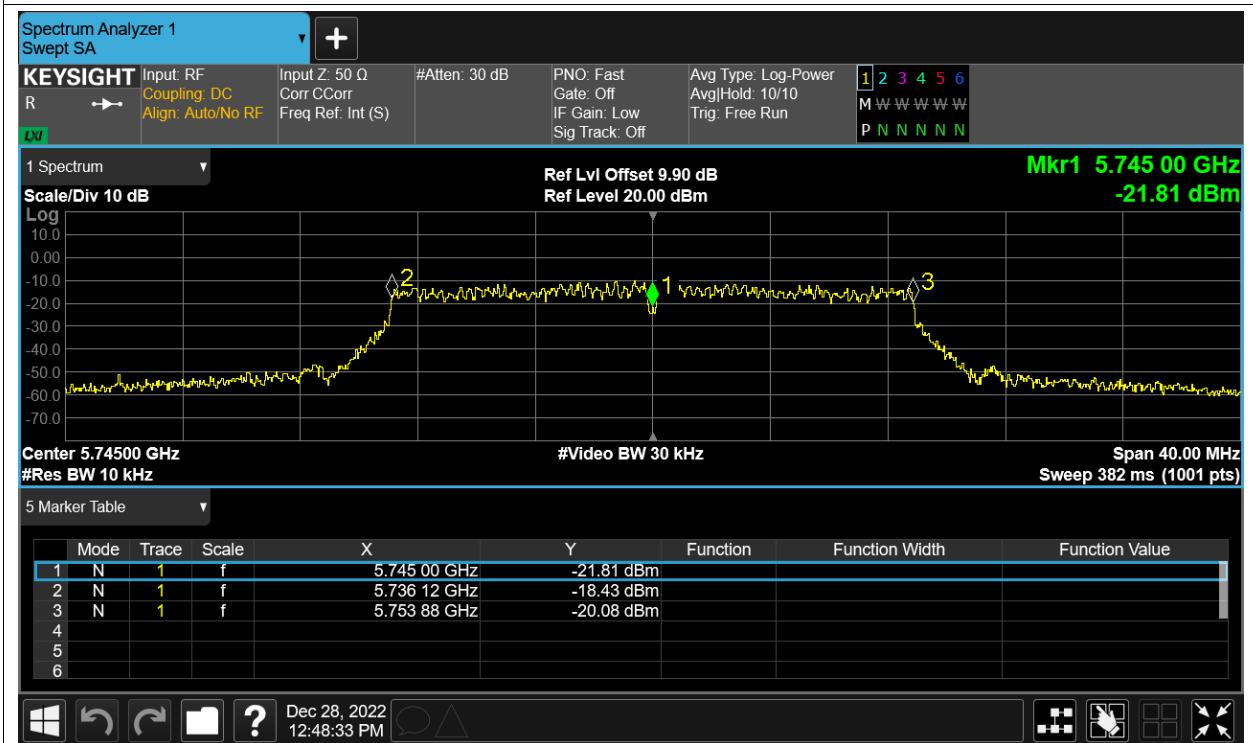 Spectrum Analyzer 1
Swept SA
+
KEYSIGHT Input: RF Input Z: 50 Ω #Atten: 30 dB PNO: Fast Avg Type: Log-Power 1 2 3 4 5 6
R Coupling: DC Corr CCorr Gate: Off Avg|Hold: 10/10 M W W W W W
Align: Auto/No RF Freq Ref: Int (S) IF Gain: Low Trig: Free Run
LXI Sig Track: Off P N N N N N
1 Spectrum Ref Lvl Offset 9.90 dB Mkr1 5.745 00 GHz
Scale/Div 10 dB Ref Level 20.00 dBm -21.81 dBm
Log
10.0
0.00
-10.0 2 1 3
-20.0
-30.0
-40.0
-50.0
-60.0
-70.0
Center 5.74500 GHz #Video BW 30 kHz Span 40.00 MHz
#Res BW 10 kHz Sweep 382 ms (1001 pts)
5 Marker Table
Mode Trace Scale X Y Function Function Width Function Value
1 N 1 f 5.745 00 GHz -21.81 dBm
2 N 1 f 5.736 12 GHz -18.43 dBm
3 N 1 f 5.753 88 GHz -20.08 dBm
4
5
6
? Dec 28, 2022
12:48:33 PM